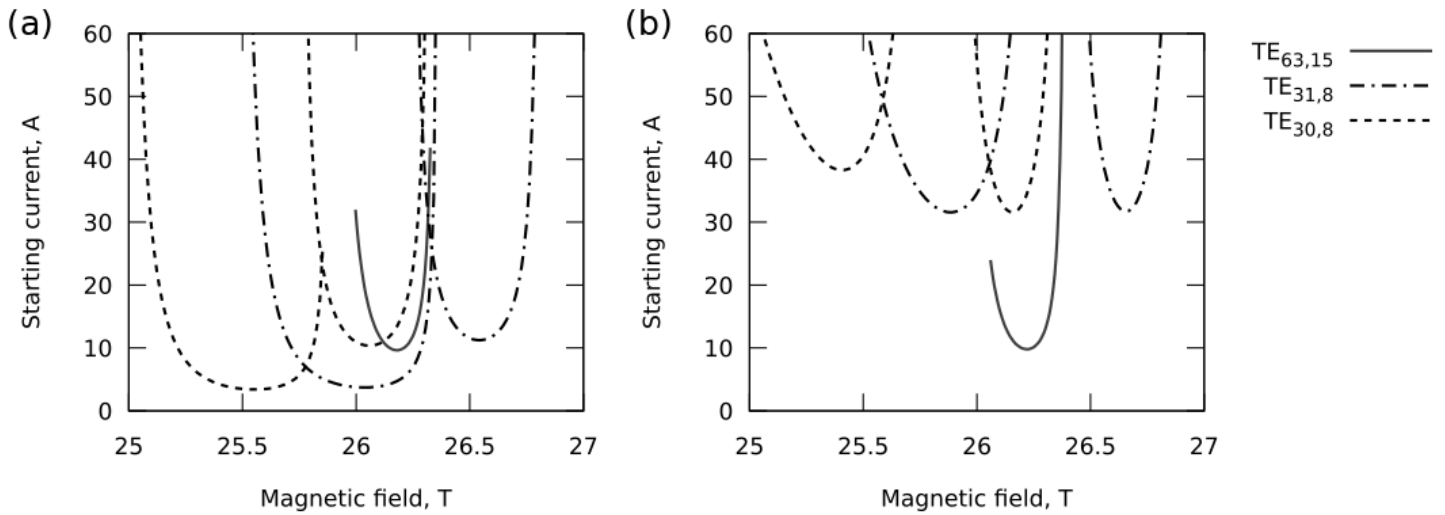 (a)
60
50
40
30
20
10
0
Starting current, A
25 25.5 26 26.5 27
Magnetic field, T
(b)
60
50
40
30
20
10
0
Starting current, A
25 25.5 26 26.5 27
Magnetic field, T
TE63,15
TE31,8
TE30,8